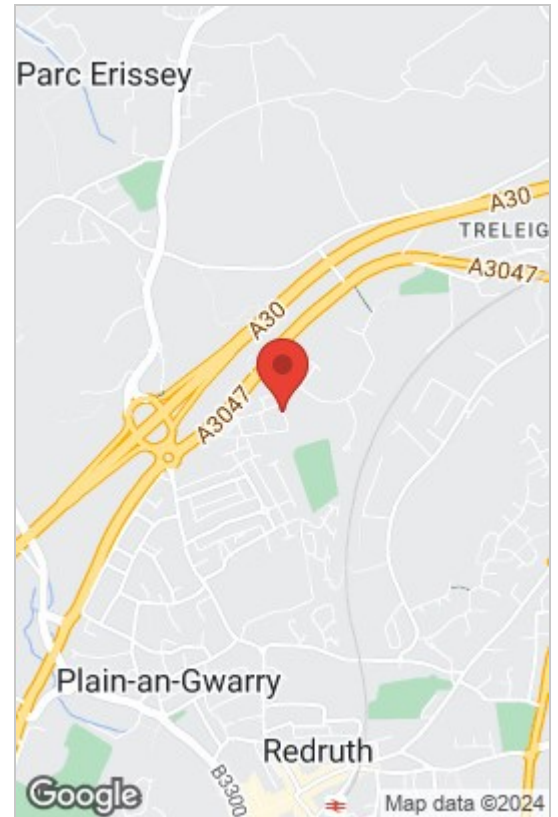 Parc Erissey
A30
TRELEIG
A3047
A30
A3047
Plain-an-Gwarry
Redruth
B3300
Google
Map data ©2024